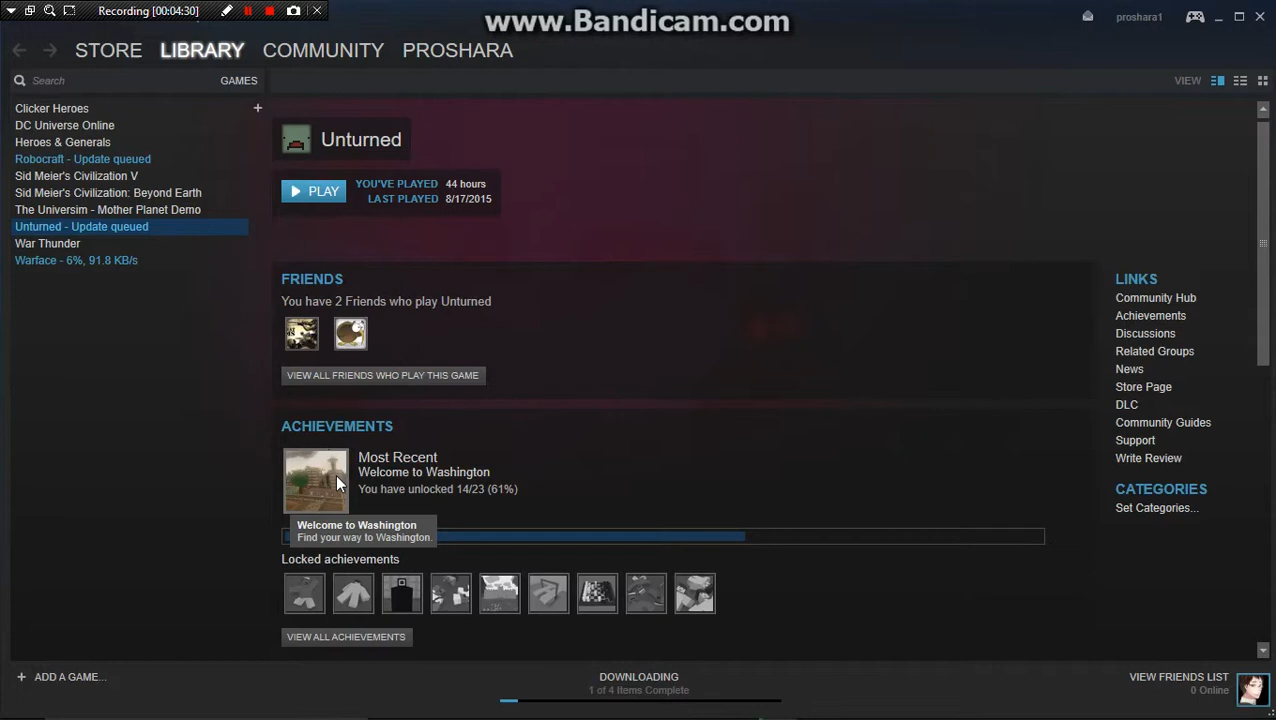 Recording [00:04:30]
www.Bandicam.com
proshara1
STORE LIBRARY COMMUNITY PROSHARA
Search GAMES
VIEW
Clicker Heroes
DC Universe Online
Heroes & Generals
Robocraft - Update queued
Sid Meier's Civilization V
Sid Meier's Civilization: Beyond Earth
The Universim - Mother Planet Demo
Unturned - Update queued
War Thunder
Warface - 6%, 91.8 KB/s
Unturned
PLAY
YOU'VE PLAYED 44 hours
LAST PLAYED 8/17/2015
FRIENDS
You have 2 Friends who play Unturned
VIEW ALL FRIENDS WHO PLAY THIS GAME
ACHIEVEMENTS
Most Recent
Welcome to Washington
You have unlocked 14/23 (61%)
Welcome to Washington
Find your way to Washington.
Locked achievements
VIEW ALL ACHIEVEMENTS
LINKS
Community Hub
Achievements
Discussions
Related Groups
News
Store Page
DLC
Community Guides
Support
Write Review
CATEGORIES
Set Categories...
ADD A GAME...
DOWNLOADING
1 of 4 Items Complete
VIEW FRIENDS LIST
0 Online